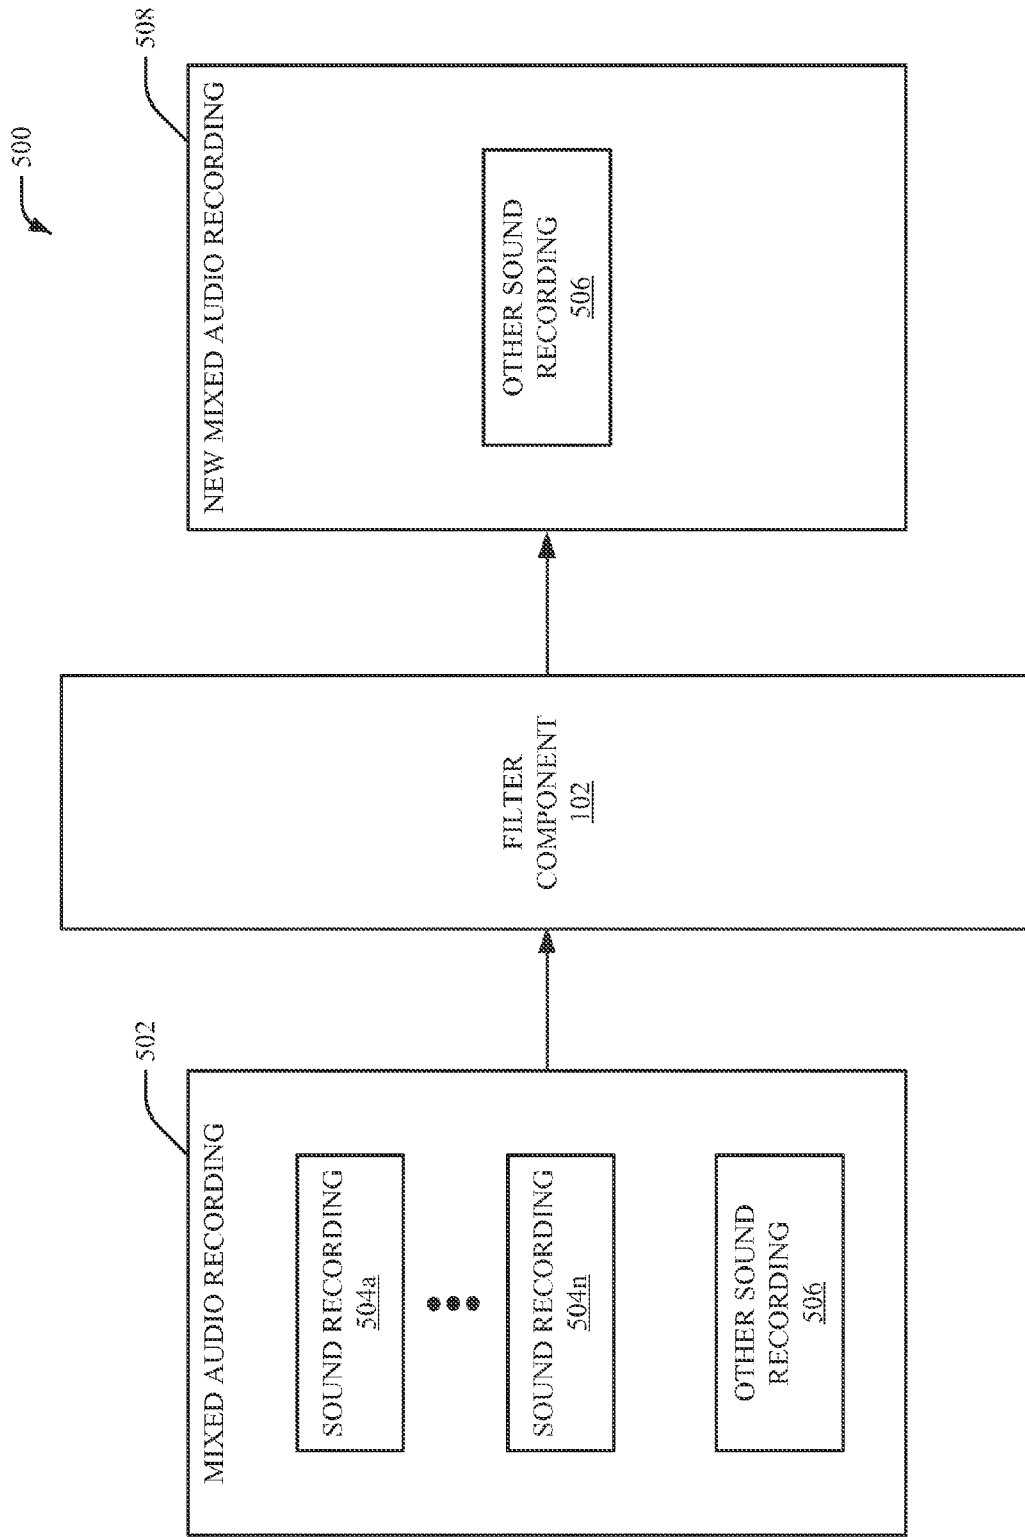 500
MIXED AUDIO RECORDING
502
SOUND RECORDING
504a
SOUND RECORDING
504n
OTHER SOUND
RECORDING
506
FILTER
COMPONENT
102
NEW MIXED AUDIO RECORDING
508
OTHER SOUND
RECORDING
506